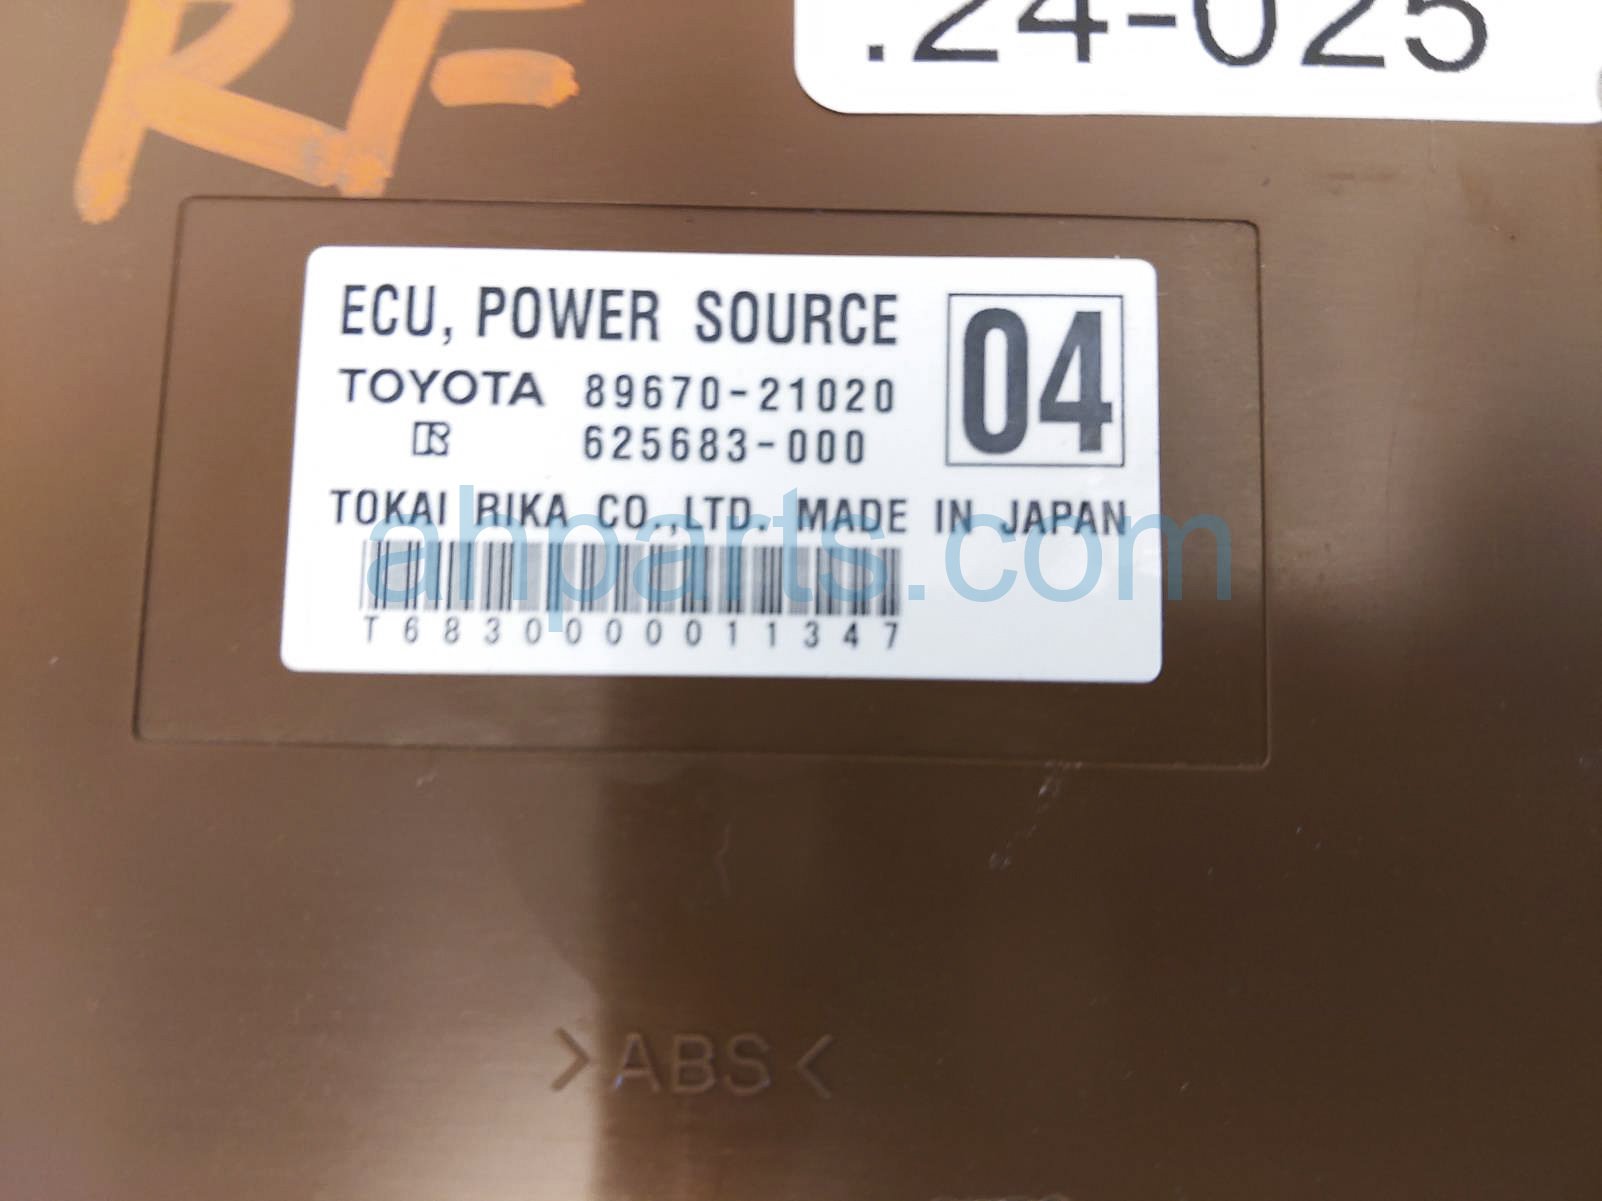 RF
.24-025
ECU, POWER SOURCE
04
TOYOTA 89670-21020
625683-000
TOKAI RIKA CO.,LTD. MADE IN JAPAN
ahparts.com
T6830000011347
>ABS<